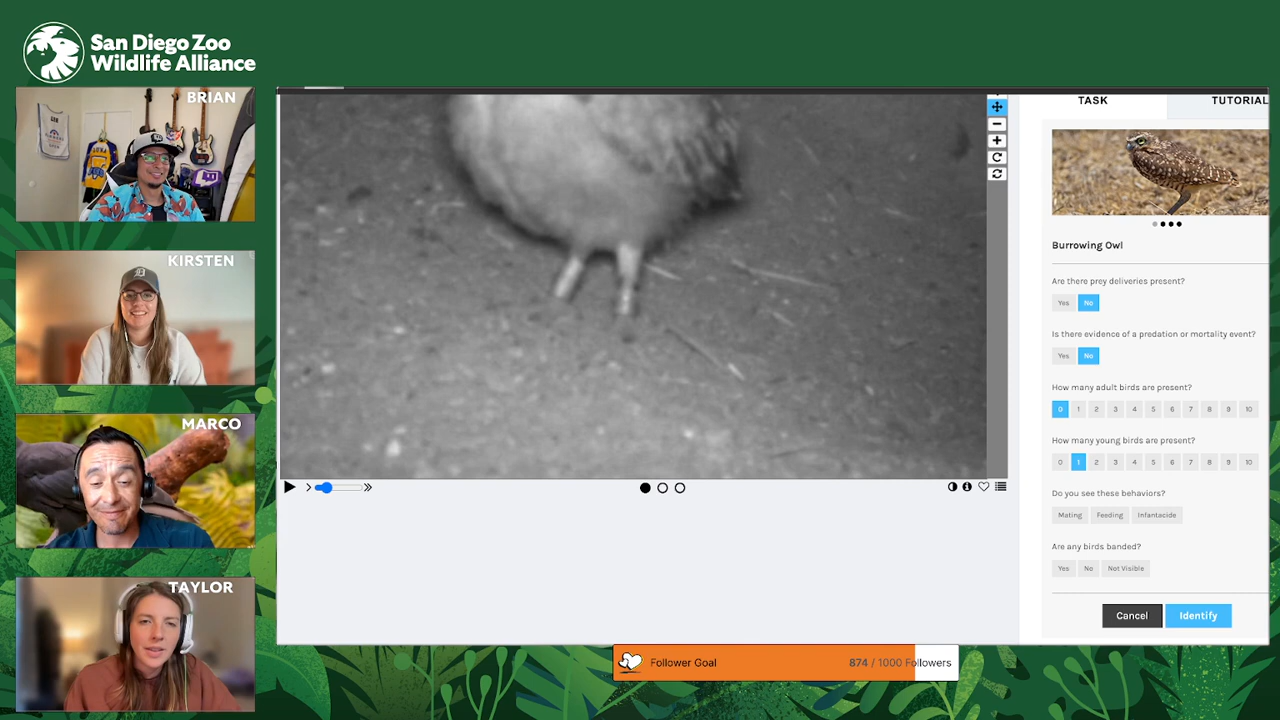 San Diego Zoo
Wildlife Alliance
BRIAN
KIRSTEN
MARCO
TAYLOR
TASK
TUTORIAL
Burrowing Owl
Are there prey deliveries present?
Yes No
Is there evidence of a predation or mortality event?
Yes No
How many adult birds are present?
0 1 2 3 4 5 6 7 8 9 10
How many young birds are present?
0 1 2 3 4 5 6 7 8 9 10
Do you see these behaviors?
Mating Feeding Infantacide
Are any birds banded?
Yes No Not Visible
Cancel Identify
Follower Goal 874 / 1000 Followers